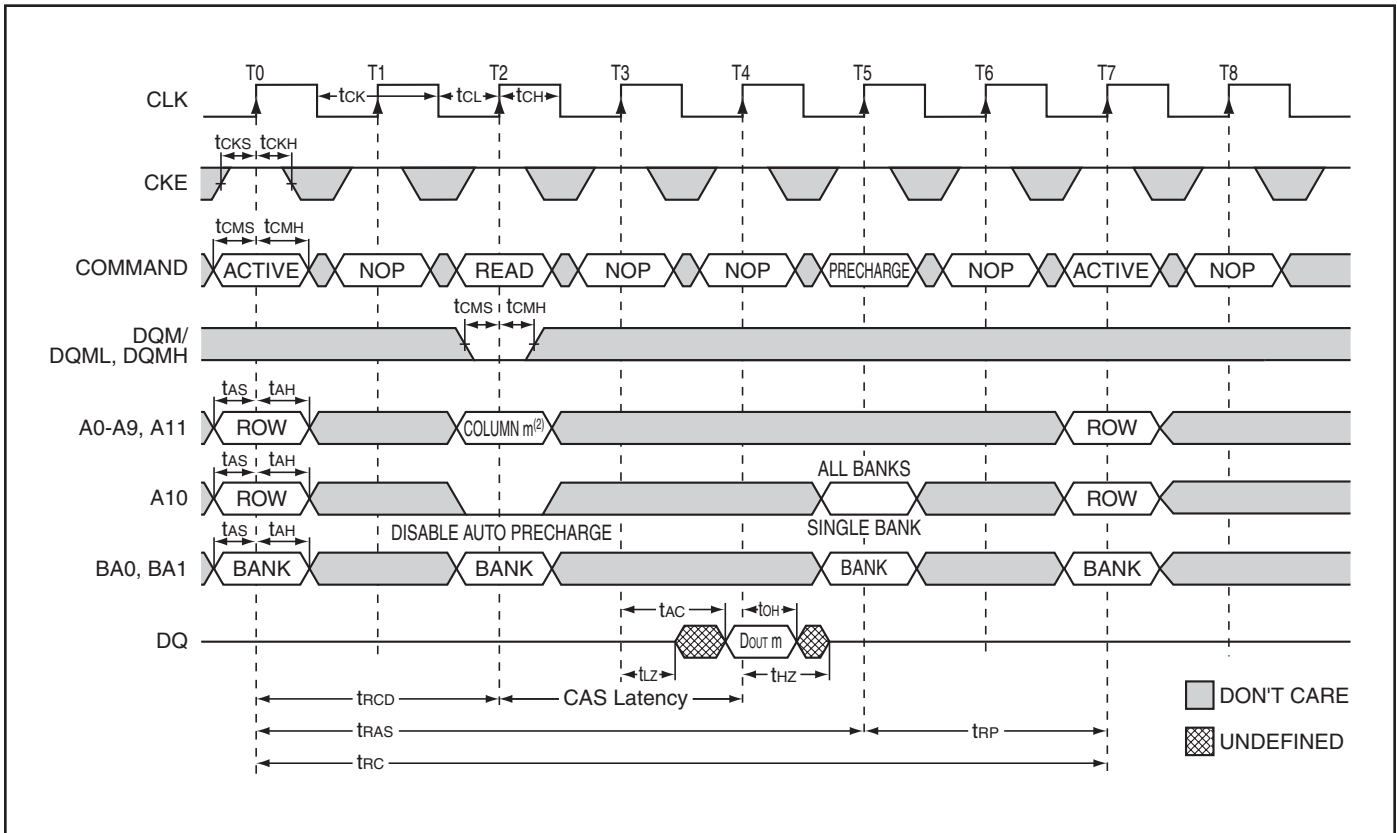 T0 T1 T2 T3 T4 T5 T6 T7 T8
CLK tCK tCL tCH
tCKS tCKH
CKE
tCMS tCMH
COMMAND ACTIVE NOP READ NOP NOP PRECHARGE NOP ACTIVE NOP
tCMS tCMH
DQM/
DQML, DQMH
tAS tAH
A0-A9, A11 ROW COLUMN m(2) ROW
tAS tAH ALL BANKS
A10 ROW ROW
tAS tAH DISABLE AUTO PRECHARGE SINGLE BANK
BA0, BA1 BANK BANK BANK BANK
tAC tOH
DQ DOUT m
tLZ tHZ
tRCD CAS Latency DON'T CARE
tRAS tRP
UNDEFINED
tRC